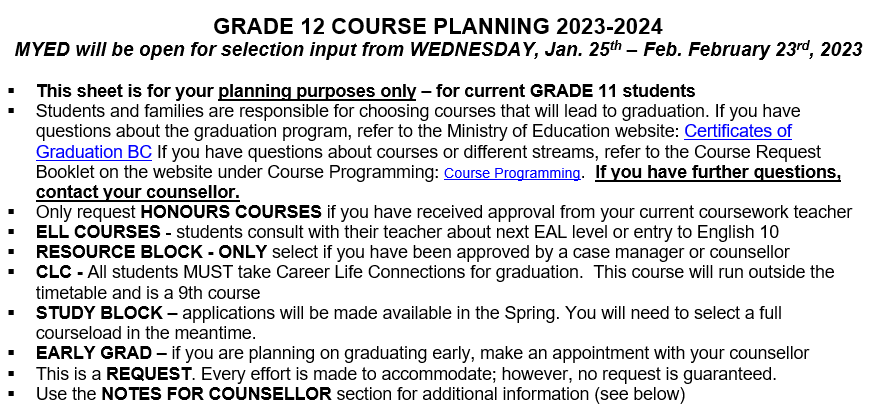 GRADE 12 COURSE PLANNING 2023-2024
MYED will be open for selection input from WEDNESDAY, Jan. 25th – Feb. February 23rd, 2023
▪ This sheet is for your planning purposes only – for current GRADE 11 students
▪ Students and families are responsible for choosing courses that will lead to graduation. If you have
questions about the graduation program, refer to the Ministry of Education website: Certificates of
Graduation BC If you have questions about courses or different streams, refer to the Course Request
Booklet on the website under Course Programming: Course Programming. If you have further questions,
contact your counsellor.
▪ Only request HONOURS COURSES if you have received approval from your current coursework teacher
▪ ELL COURSES - students consult with their teacher about next EAL level or entry to English 10
▪ RESOURCE BLOCK - ONLY select if you have been approved by a case manager or counsellor
▪ CLC - All students MUST take Career Life Connections for graduation. This course will run outside the
timetable and is a 9th course
▪ STUDY BLOCK – applications will be made available in the Spring. You will need to select a full
courseload in the meantime.
▪ EARLY GRAD – if you are planning on graduating early, make an appointment with your counsellor
▪ This is a REQUEST. Every effort is made to accommodate; however, no request is guaranteed.
▪ Use the NOTES FOR COUNSELLOR section for additional information (see below)